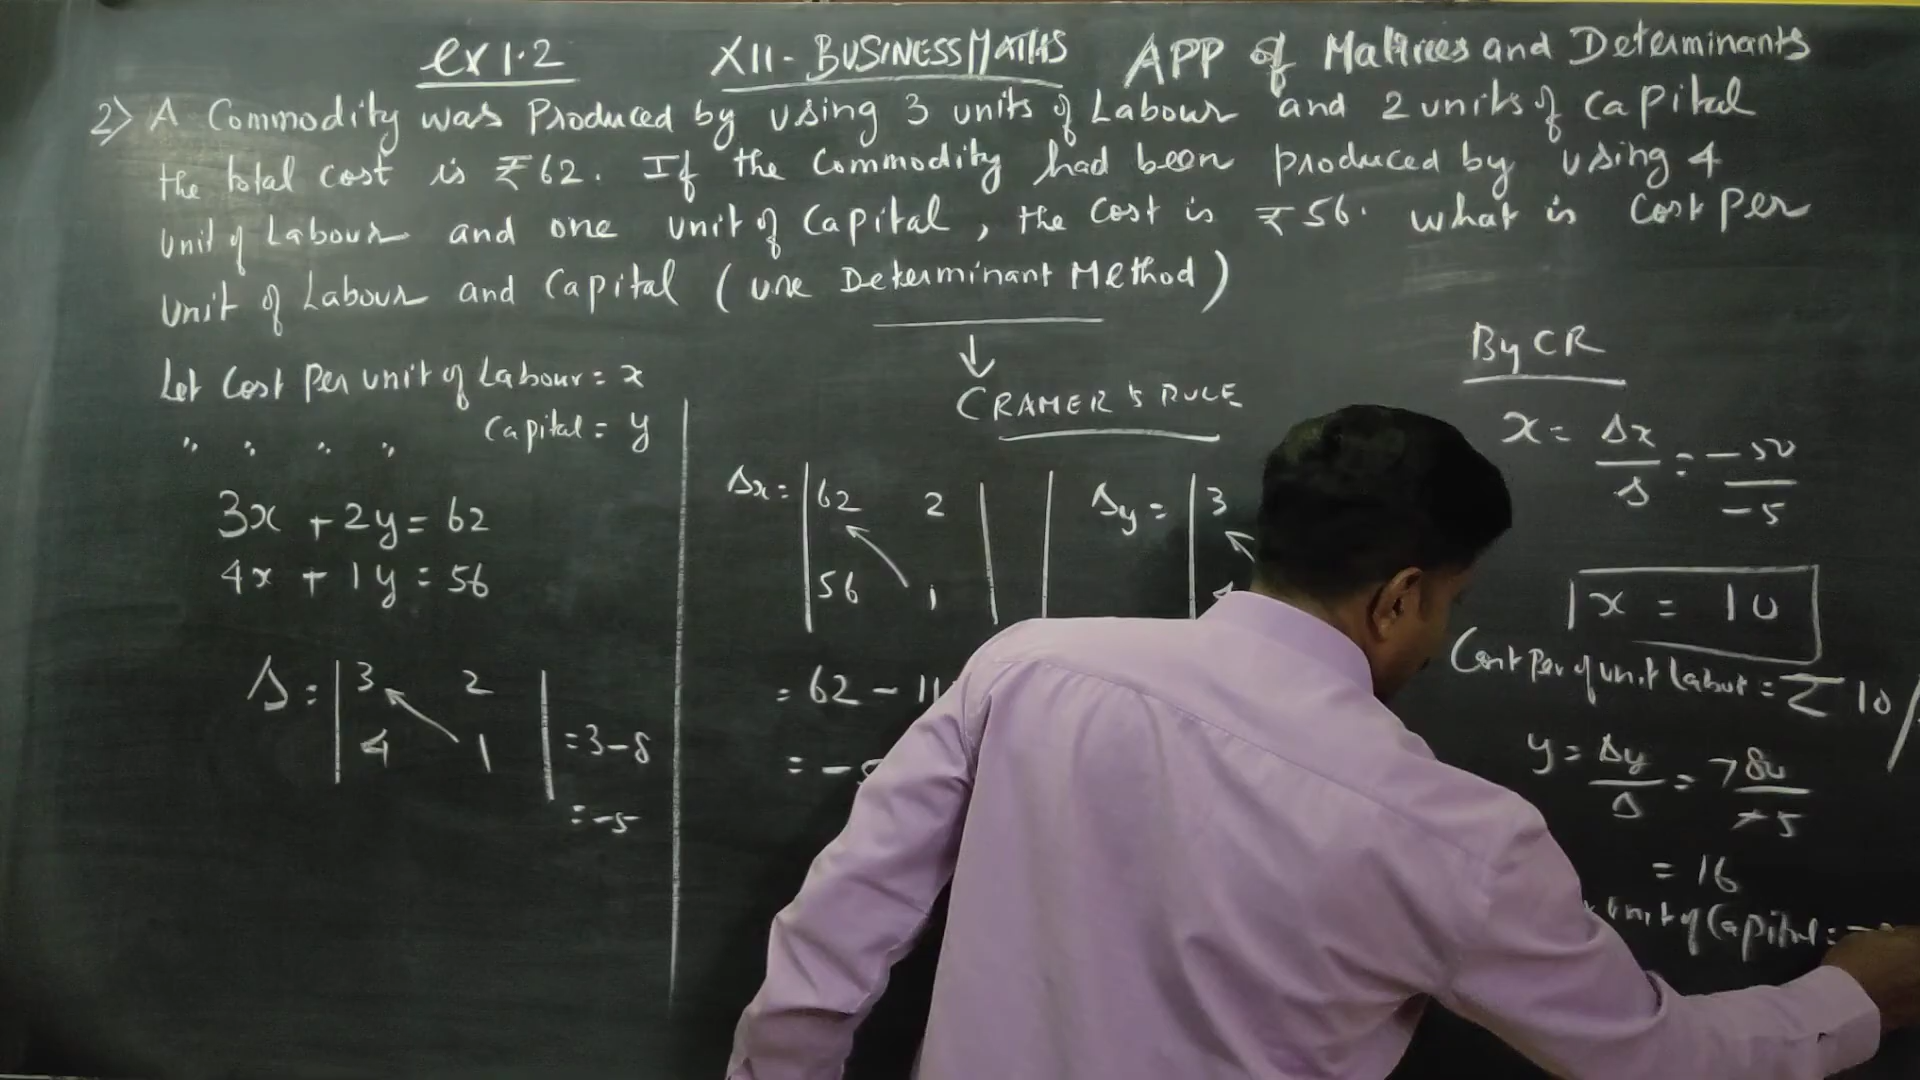 ex 1.2 XII - BUSINESS MATHS APP of Matrices and Determinants
2) A Commodity was Produced by using 3 units of Labour and 2 units of capital
the total cost is ₹62. If the Commodity had been produced by using 4
unit of Labour and one unit of Capital, the Cost is ₹56. what is Cost Per
unit of Labour and Capital (use Determinant Method)
Let Cost Per unit of Labour = x
" " " " Capital = y
3x + 2y = 62
4x + 1y = 56
Δ = | 3 2 |
| 4 1 | = 3-8
= -5
CRAMER'S RULE
Δx = | 62 2 |
| 56 1 |
= 62 - 11
= -
Δy = | 3
4
By CR
x = Δx/Δ = -50/-5
x = 10
Cost Per of unit Labour = ₹10/
y = Δy/Δ = -80/-5
= 16
unit of Capital =